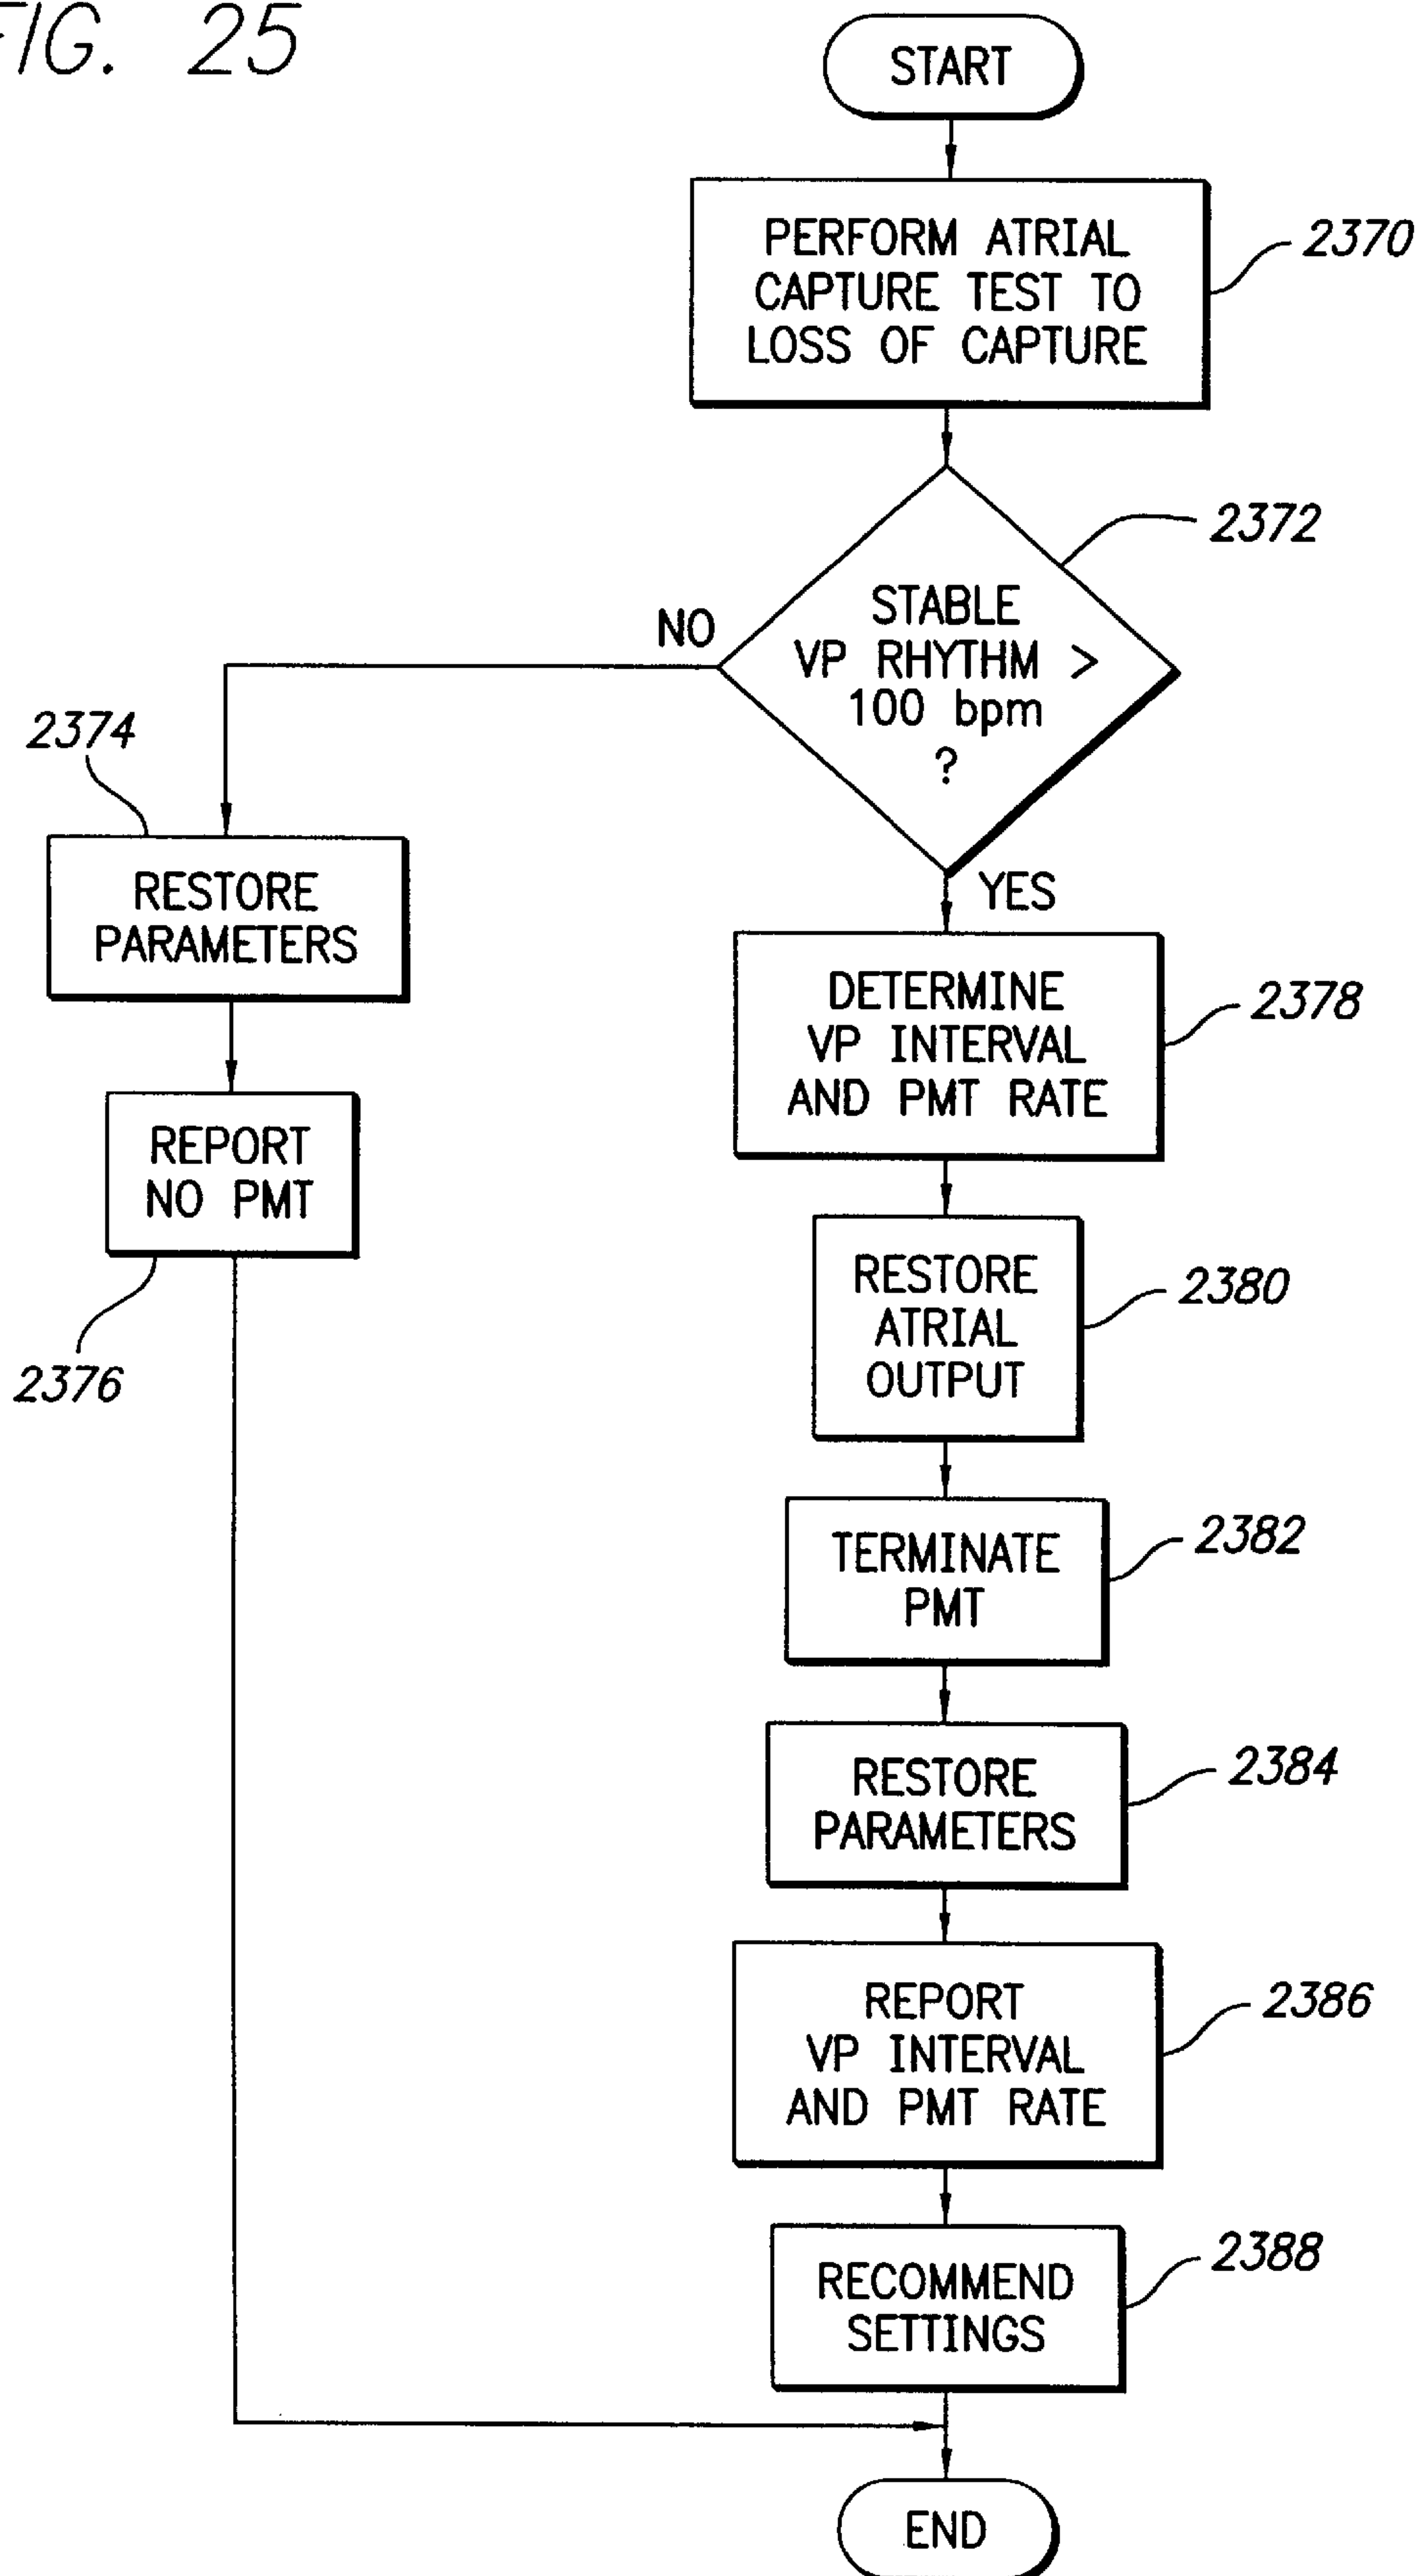 FIG. 25
START
PERFORM ATRIAL
CAPTURE TEST TO
LOSS OF CAPTURE
2370
2372
STABLE
VP RHYTHM >
100 bpm
?
NO
YES
2374
RESTORE
PARAMETERS
REPORT
NO PMT
2376
DETERMINE
VP INTERVAL
AND PMT RATE
2378
RESTORE
ATRIAL
OUTPUT
2380
TERMINATE
PMT
2382
RESTORE
PARAMETERS
2384
REPORT
VP INTERVAL
AND PMT RATE
2386
RECOMMEND
SETTINGS
2388
END